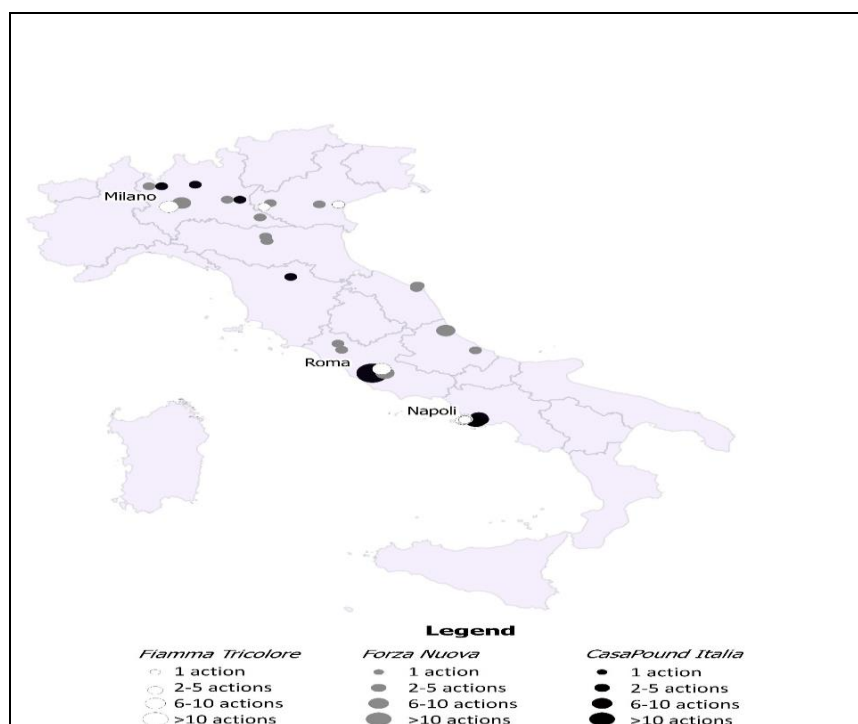 Milano
Roma
Napoli
Legend
Fiamma Tricolore Forza Nuova CasaPound Italia
1 action 1 action 1 action
2-5 actions 2-5 actions 2-5 actions
6-10 actions 6-10 actions 6-10 actions
>10 actions >10 actions >10 actions